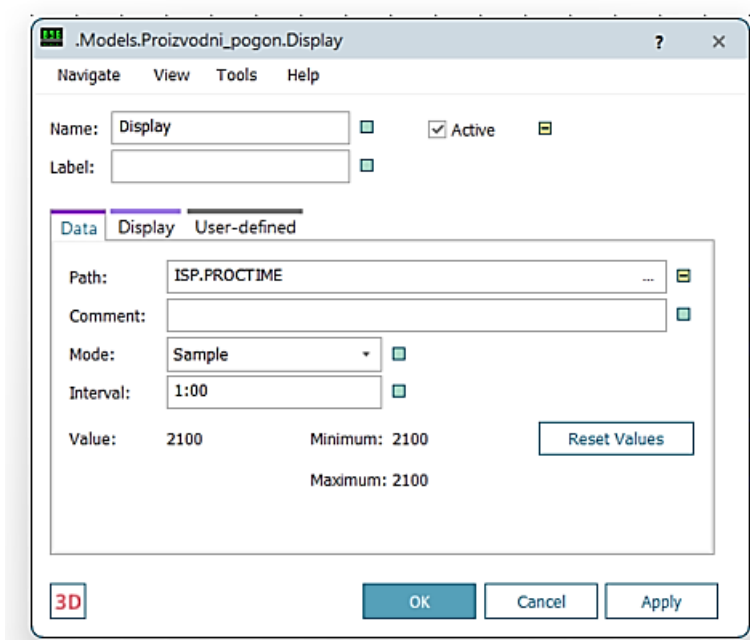 .Models.Proizvodni_pogon.Display ? ×
Navigate View Tools Help
Name: Display Active
Label:
Data Display User-defined
Path: ISP.PROCTIME ...
Comment:
Mode: Sample
Interval: 1:00
Value: 2100 Minimum: 2100 Reset Values
Maximum: 2100
3D OK Cancel Apply